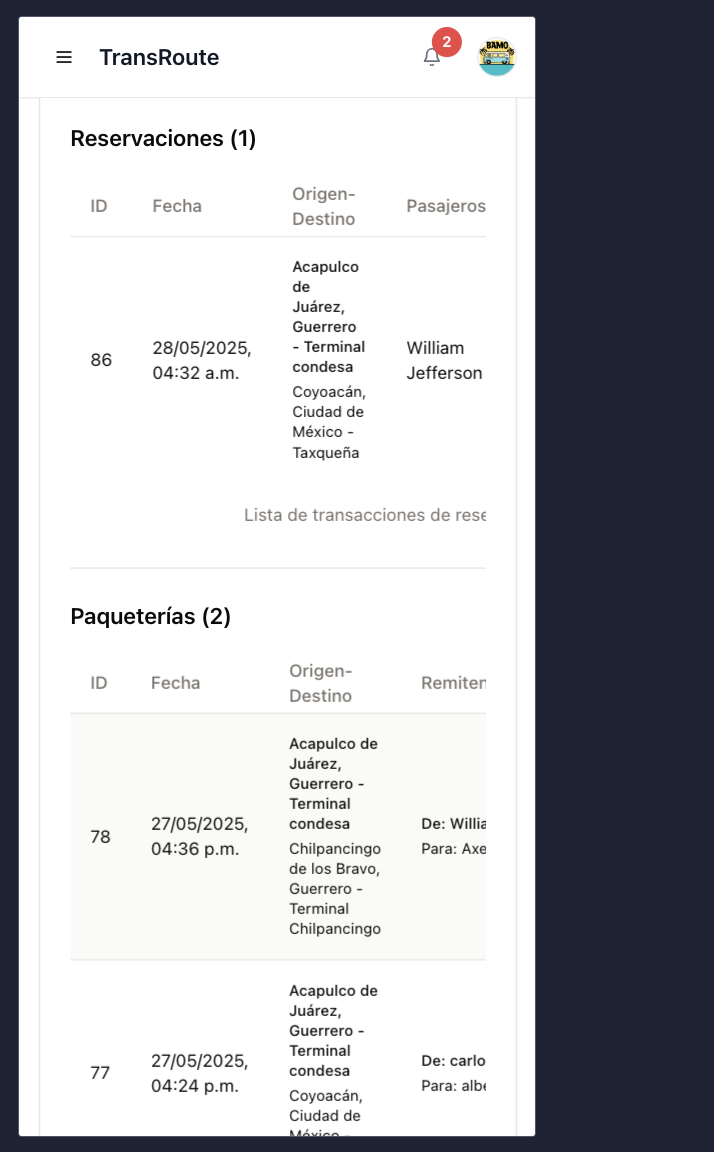 TransRoute
2
BAMO
Reservaciones (1)
ID Fecha Origen-
Destino Pasajeros
86
28/05/2025,
04:32 a.m.
Acapulco
de
Juárez,
Guerrero
- Terminal
condesa
Coyoacán,
Ciudad de
México -
Taxqueña
William
Jefferson
Lista de transacciones de rese
Paqueterías (2)
ID Fecha Origen-
Destino Remiten
78
27/05/2025,
04:36 p.m.
Acapulco de
Juárez,
Guerrero -
Terminal
condesa
Chilpancingo
de los Bravo,
Guerrero -
Terminal
Chilpancingo
De: Willia
Para: Axe
77
27/05/2025,
04:24 p.m.
Acapulco de
Juárez,
Guerrero -
Terminal
condesa
Coyoacán,
Ciudad de
México -
De: carlo
Para: albe